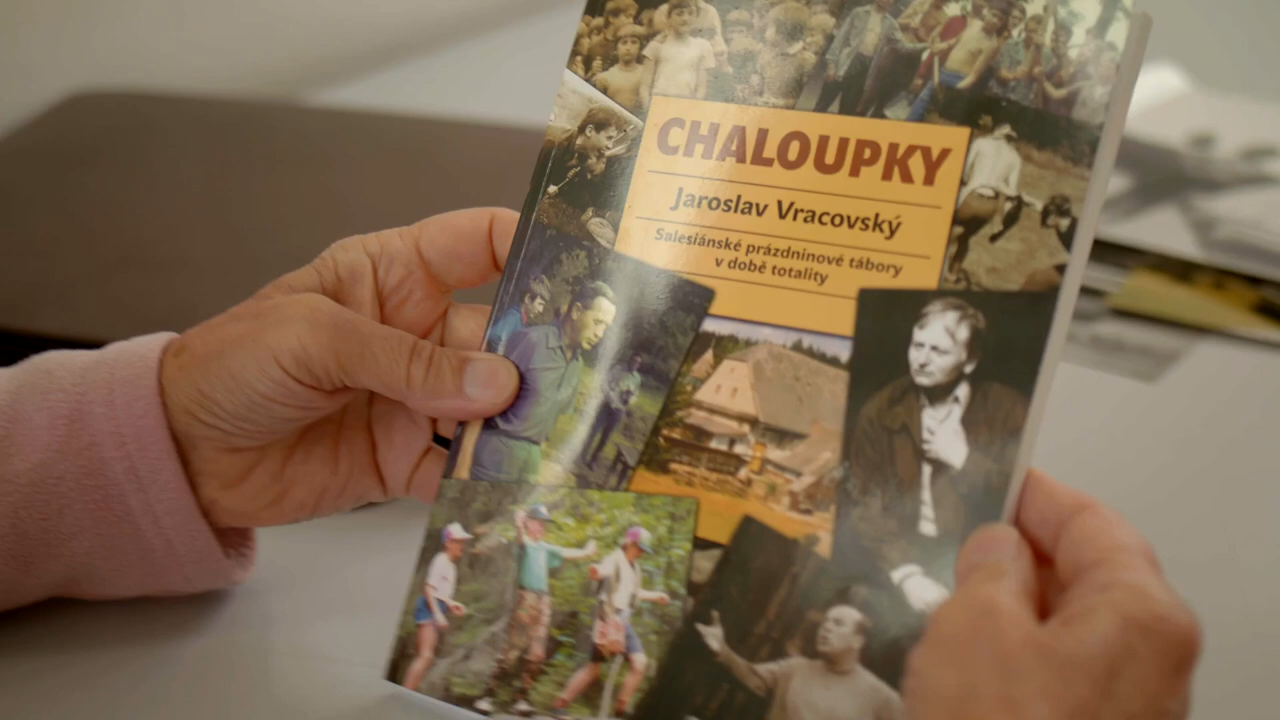 CHALOUPKY
Jaroslav Vracovský
Salesiánské prázdninové tábory
v době totality